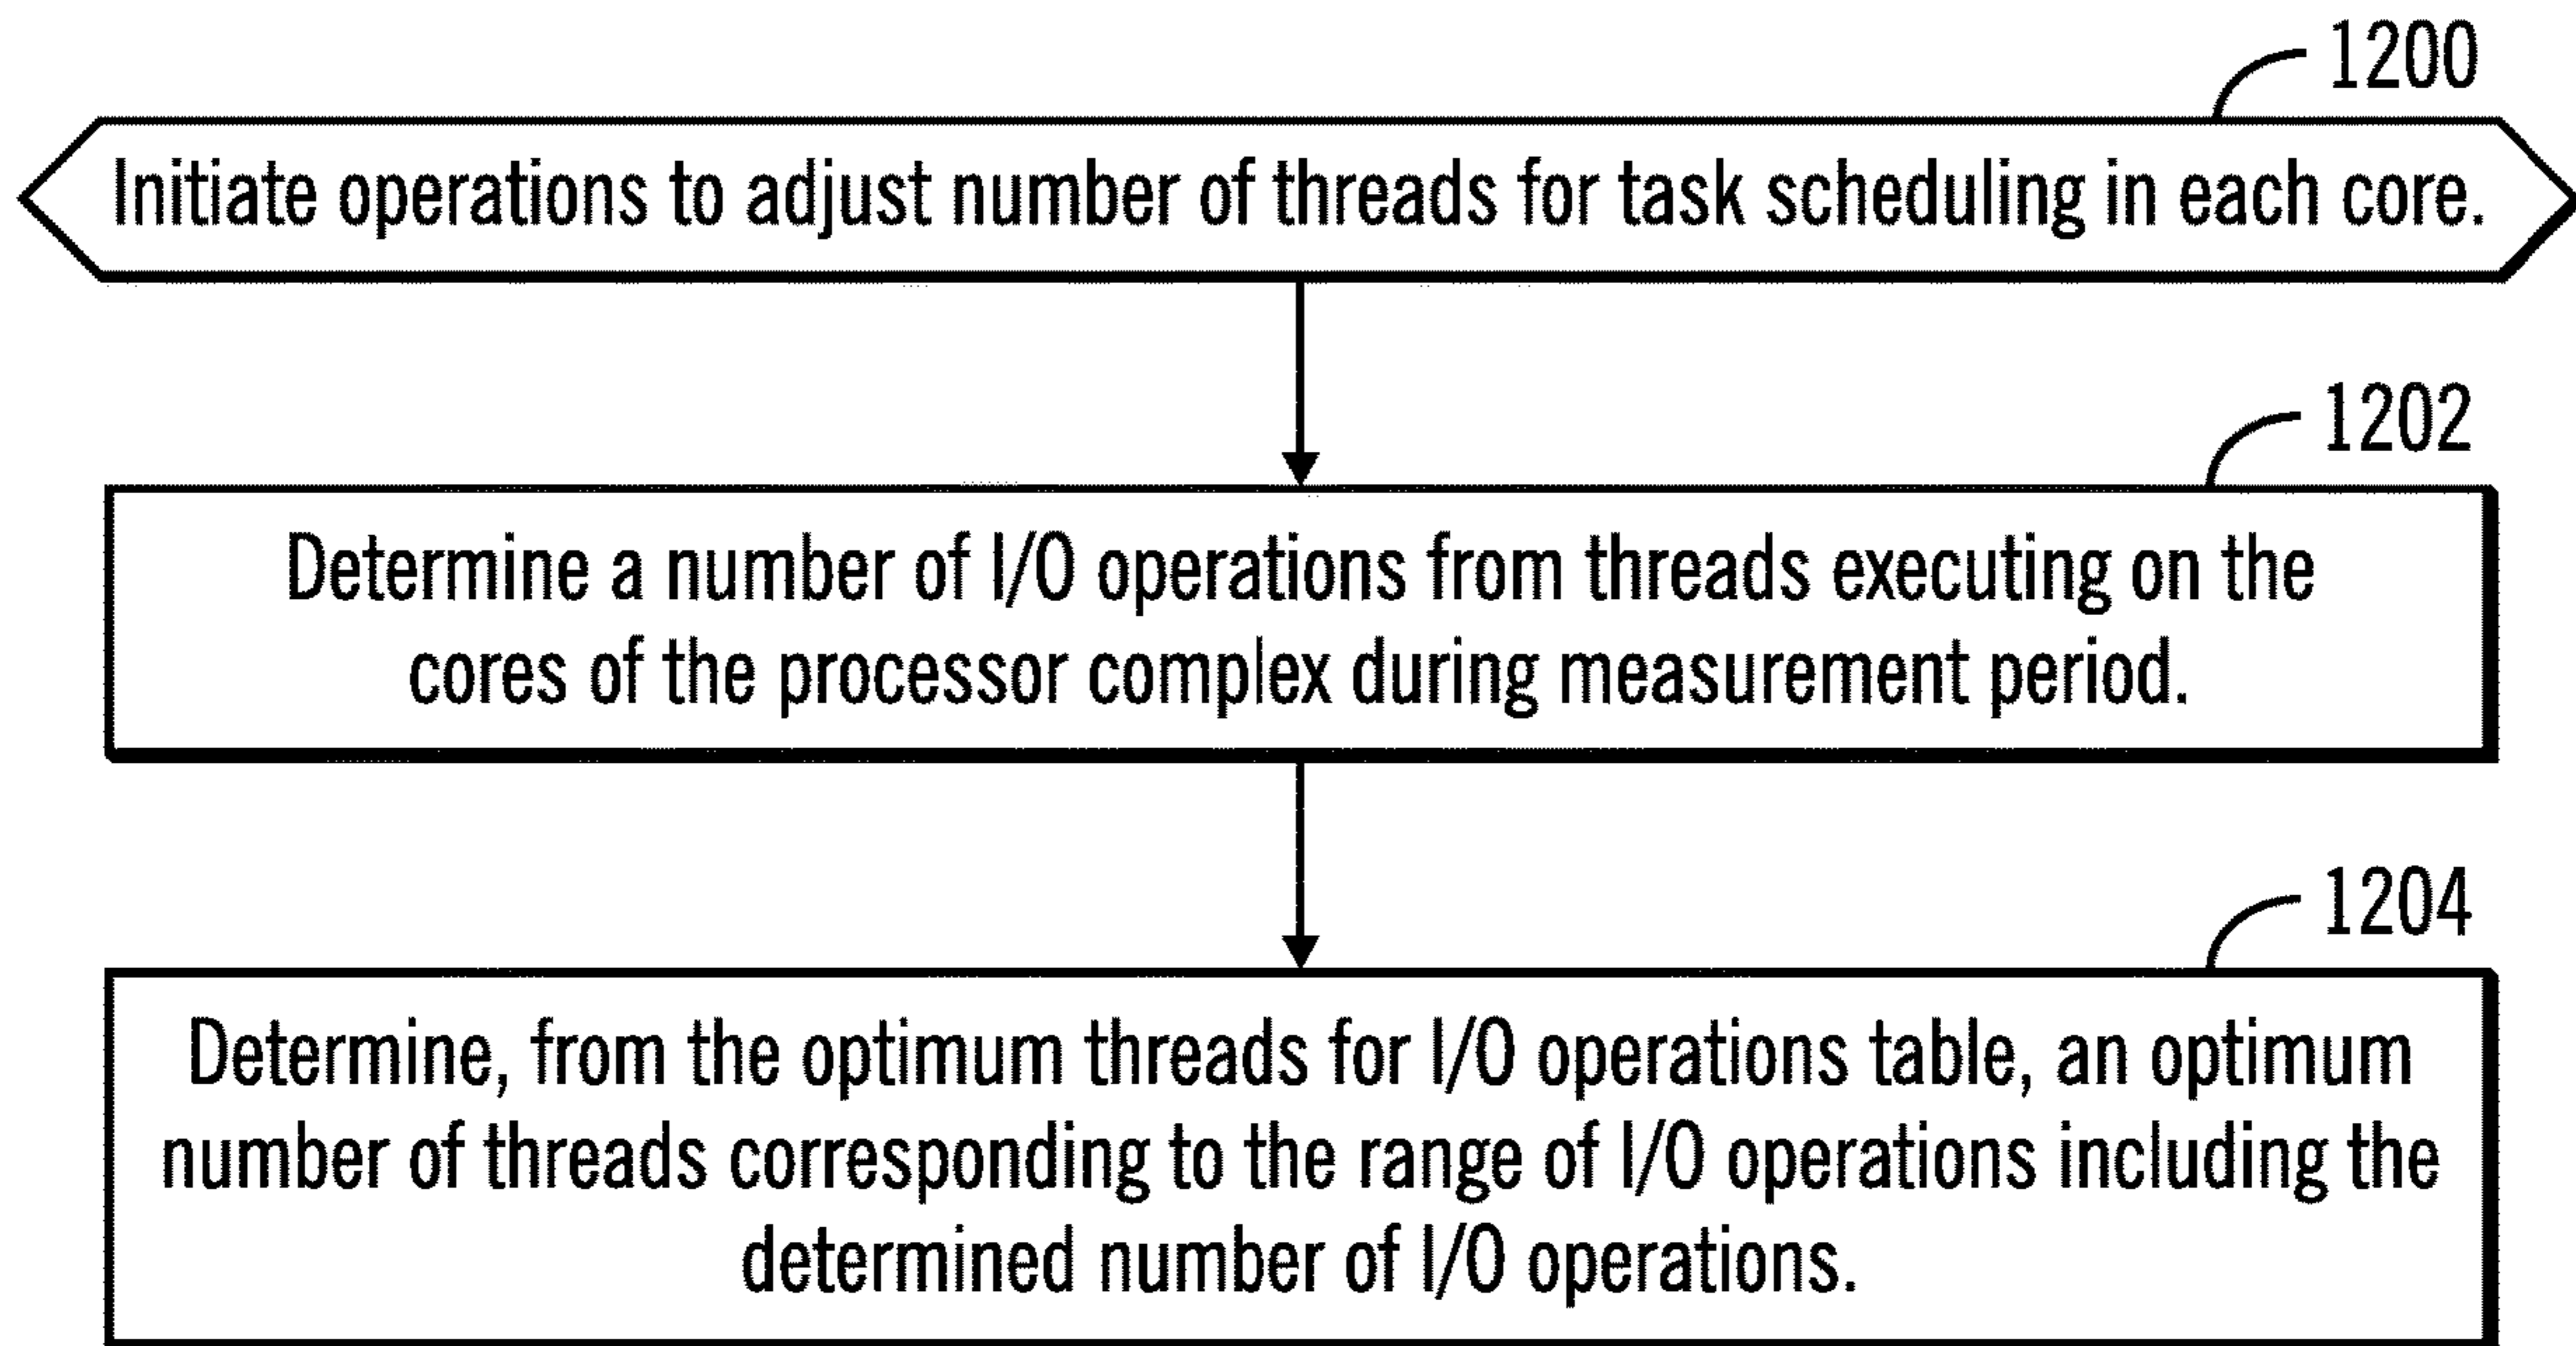 1200
Initiate operations to adjust number of threads for task scheduling in each core.
1202
Determine a number of I/O operations from threads executing on the
cores of the processor complex during measurement period.
1204
Determine, from the optimum threads for I/O operations table, an optimum
number of threads corresponding to the range of I/O operations including the
determined number of I/O operations.